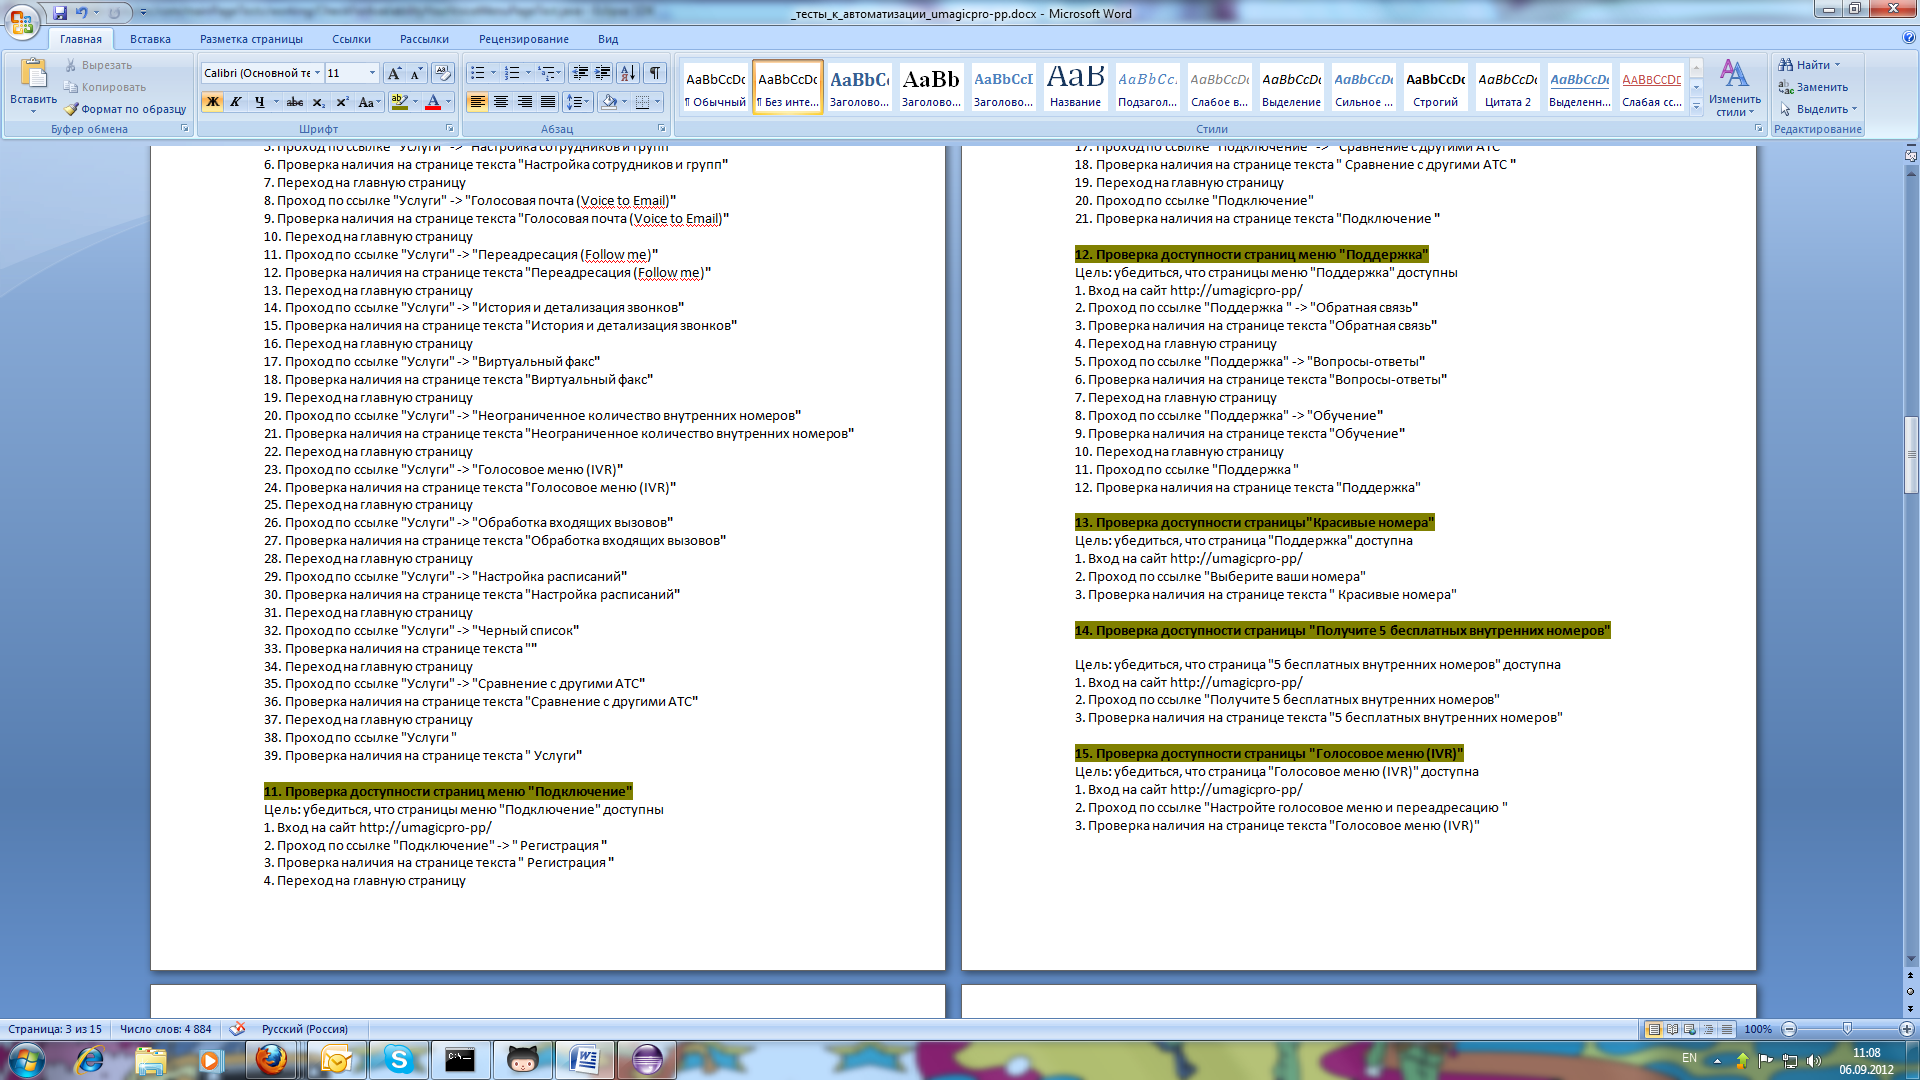 _тесты_к_автоматизации_umagicpro-pp.docx - Microsoft Word
Главная
Вставка
Разметка страницы
Ссылки
Рассылки
Рецензирование
Вид
Вставить
Вырезать
Копировать
Формат по образцу
Буфер обмена
Calibri (Основной те
11
Шрифт
Абзац
AaBbCcDc
¶ Обычный
AaBbCcDc
¶ Без инте...
AaBbC
Заголово...
AaBb
Заголово...
AaBbCcI
Заголово...
AaB
Название
AaBbCc.
Подзагол...
AaBbCcDc
Слабое в...
AaBbCcDc
Выделение
AaBbCcDc
Сильное ...
AaBbCcDc
Строгий
AaBbCcDc
Цитата 2
AaBbCcDc
Выделенн...
AABBCCDE
Слабая сс...
Изменить стили
Стили
Найти
Заменить
Выделить
Редактирование
5. Проход по ссылке "Услуги" -> "Настройка сотрудников и групп"
6. Проверка наличия на странице текста "Настройка сотрудников и групп"
7. Переход на главную страницу
8. Проход по ссылке "Услуги" -> "Голосовая почта (Voice to Email)"
9. Проверка наличия на странице текста "Голосовая почта (Voice to Email)"
10. Переход на главную страницу
11. Проход по ссылке "Услуги" -> "Переадресация (Follow me)"
12. Проверка наличия на странице текста "Переадресация (Follow me)"
13. Переход на главную страницу
14. Проход по ссылке "Услуги" -> "История и детализация звонков"
15. Проверка наличия на странице текста "История и детализация звонков"
16. Переход на главную страницу
17. Проход по ссылке "Услуги" -> "Виртуальный факс"
18. Проверка наличия на странице текста "Виртуальный факс"
19. Переход на главную страницу
20. Проход по ссылке "Услуги" -> "Неограниченное количество внутренних номеров"
21. Проверка наличия на странице текста "Неограниченное количество внутренних номеров"
22. Переход на главную страницу
23. Проход по ссылке "Услуги" -> "Голосовое меню (IVR)"
24. Проверка наличия на странице текста "Голосовое меню (IVR)"
25. Переход на главную страницу
26. Проход по ссылке "Услуги" -> "Обработка входящих вызовов"
27. Проверка наличия на странице текста "Обработка входящих вызовов"
28. Переход на главную страницу
29. Проход по ссылке "Услуги" -> "Настройка расписаний"
30. Проверка наличия на странице текста "Настройка расписаний"
31. Переход на главную страницу
32. Проход по ссылке "Услуги" -> "Черный список"
33. Проверка наличия на странице текста ""
34. Переход на главную страницу
35. Проход по ссылке "Услуги" -> "Сравнение с другими АТС"
36. Проверка наличия на странице текста "Сравнение с другими АТС"
37. Переход на главную страницу
38. Проход по ссылке "Услуги "
39. Проверка наличия на странице текста " Услуги"
11. Проверка доступности страниц меню "Подключение"
Цель: убедиться, что страницы меню "Подключение" доступны
1. Вход на сайт http://umagicpro-pp/
2. Проход по ссылке "Подключение" -> " Регистрация "
3. Проверка наличия на странице текста " Регистрация "
4. Переход на главную страницу
17. Проход по ссылке "Подключение" -> " Сравнение с другими АТС"
18. Проверка наличия на странице текста " Сравнение с другими АТС "
19. Переход на главную страницу
20. Проход по ссылке "Подключение"
21. Проверка наличия на странице текста "Подключение "
12. Проверка доступности страниц меню "Поддержка"
Цель: убедиться, что страницы меню "Поддержка" доступны
1. Вход на сайт http://umagicpro-pp/
2. Проход по ссылке "Поддержка " -> "Обратная связь"
3. Проверка наличия на странице текста "Обратная связь"
4. Переход на главную страницу
5. Проход по ссылке "Поддержка" -> "Вопросы-ответы"
6. Проверка наличия на странице текста "Вопросы-ответы"
7. Переход на главную страницу
8. Проход по ссылке "Поддержка" -> "Обучение"
9. Проверка наличия на странице текста "Обучение"
10. Переход на главную страницу
11. Проход по ссылке "Поддержка "
12. Проверка наличия на странице текста "Поддержка"
13. Проверка доступности страницы"Красивые номера"
Цель: убедиться, что страница "Поддержка" доступна
1. Вход на сайт http://umagicpro-pp/
2. Проход по ссылке "Выберите ваши номера"
3. Проверка наличия на странице текста " Красивые номера"
14. Проверка доступности страницы "Получите 5 бесплатных внутренних номеров"
Цель: убедиться, что страница "5 бесплатных внутренних номеров" доступна
1. Вход на сайт http://umagicpro-pp/
2. Проход по ссылке "Получите 5 бесплатных внутренних номеров"
3. Проверка наличия на странице текста "5 бесплатных внутренних номеров"
15. Проверка доступности страницы "Голосовое меню (IVR)"
Цель: убедиться, что страница "Голосовое меню (IVR)" доступна
1. Вход на сайт http://umagicpro-pp/
2. Проход по ссылке "Настройте голосовое меню и переадресацию "
3. Проверка наличия на странице текста "Голосовое меню (IVR)"
Страница: 3 из 15
Число слов: 4 884
Русский (Россия)
100%
EN
11:08
06.09.2012